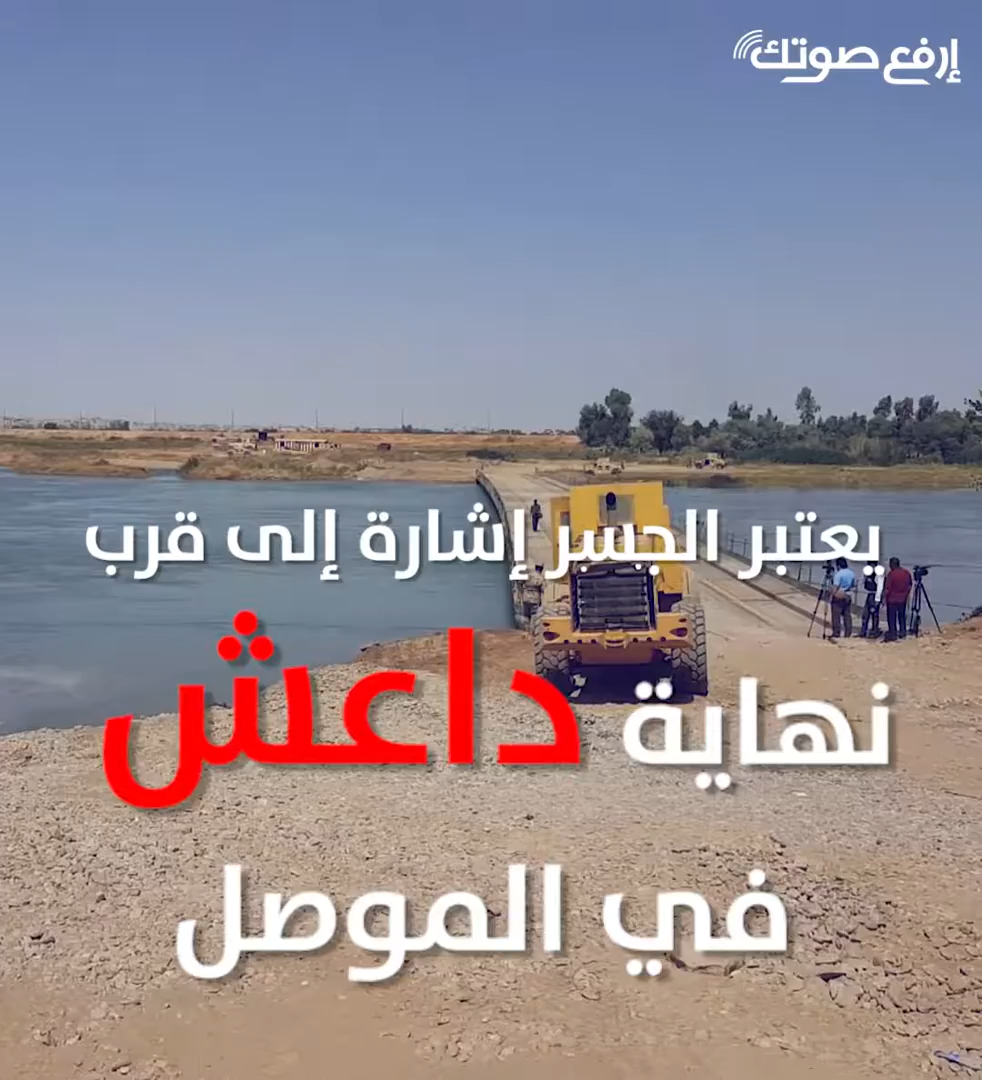 إرفع صوتك
يعتبر الجسر إشارة إلى قرب
نهاية داعش
في الموصل